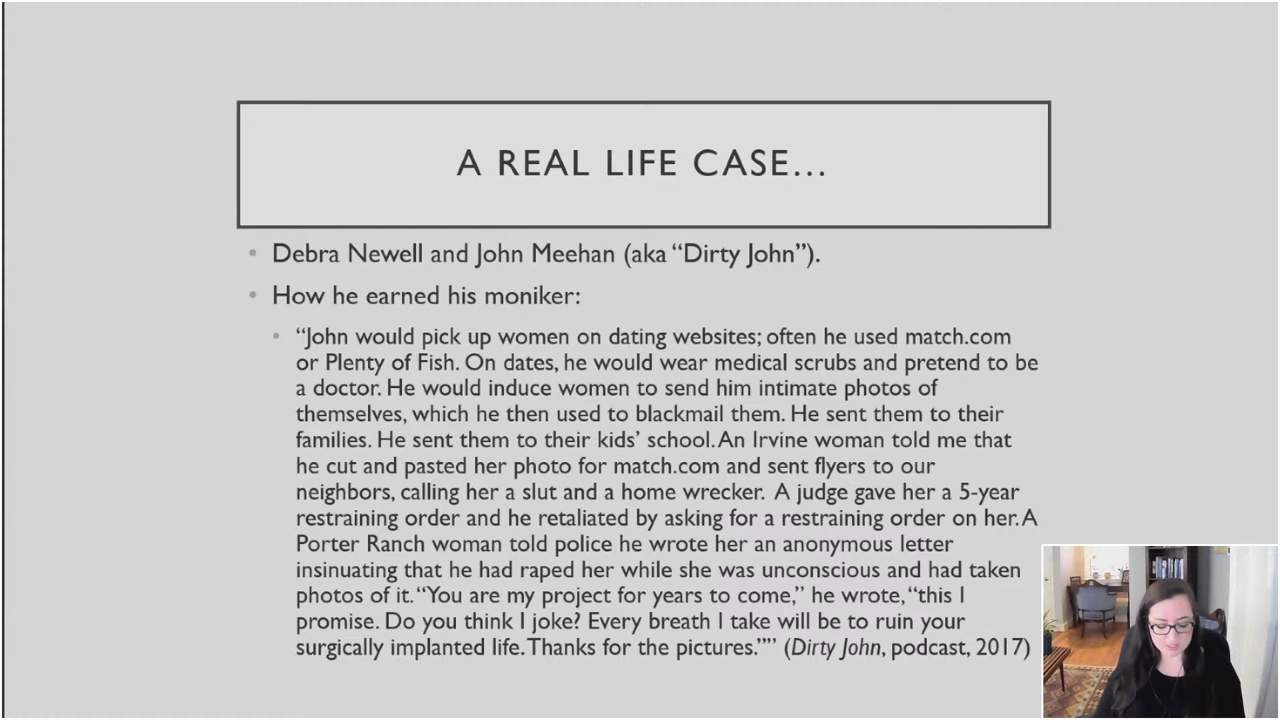 A REAL LIFE CASE...
• Debra Newell and John Meehan (aka “Dirty John”).
• How he earned his moniker:
• “John would pick up women on dating websites; often he used match.com
or Plenty of Fish. On dates, he would wear medical scrubs and pretend to be
a doctor. He would induce women to send him intimate photos of
themselves, which he then used to blackmail them. He sent them to their
families. He sent them to their kids’ school. An Irvine woman told me that
he cut and pasted her photo for match.com and sent flyers to our
neighbors, calling her a slut and a home wrecker. A judge gave her a 5-year
restraining order and he retaliated by asking for a restraining order on her. A
Porter Ranch woman told police he wrote her an anonymous letter
insinuating that he had raped her while she was unconscious and had taken
photos of it. “You are my project for years to come,” he wrote, “this I
promise. Do you think I joke? Every breath I take will be to ruin your
surgically implanted life. Thanks for the pictures.”” (Dirty John, podcast, 2017)